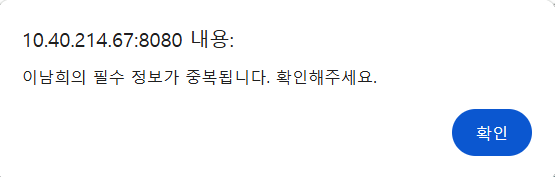 10.40.214.67:8080 내용:
이남희의 필수 정보가 중복됩니다. 확인해주세요.
확인